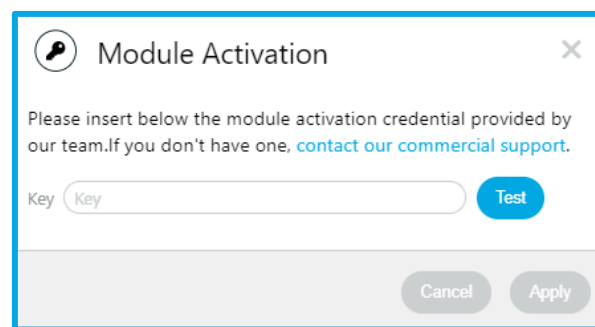 Module Activation
Please insert below the module activation credential provided by
our team.If you don't have one, contact our commercial support.
Key Key Test
Cancel Apply